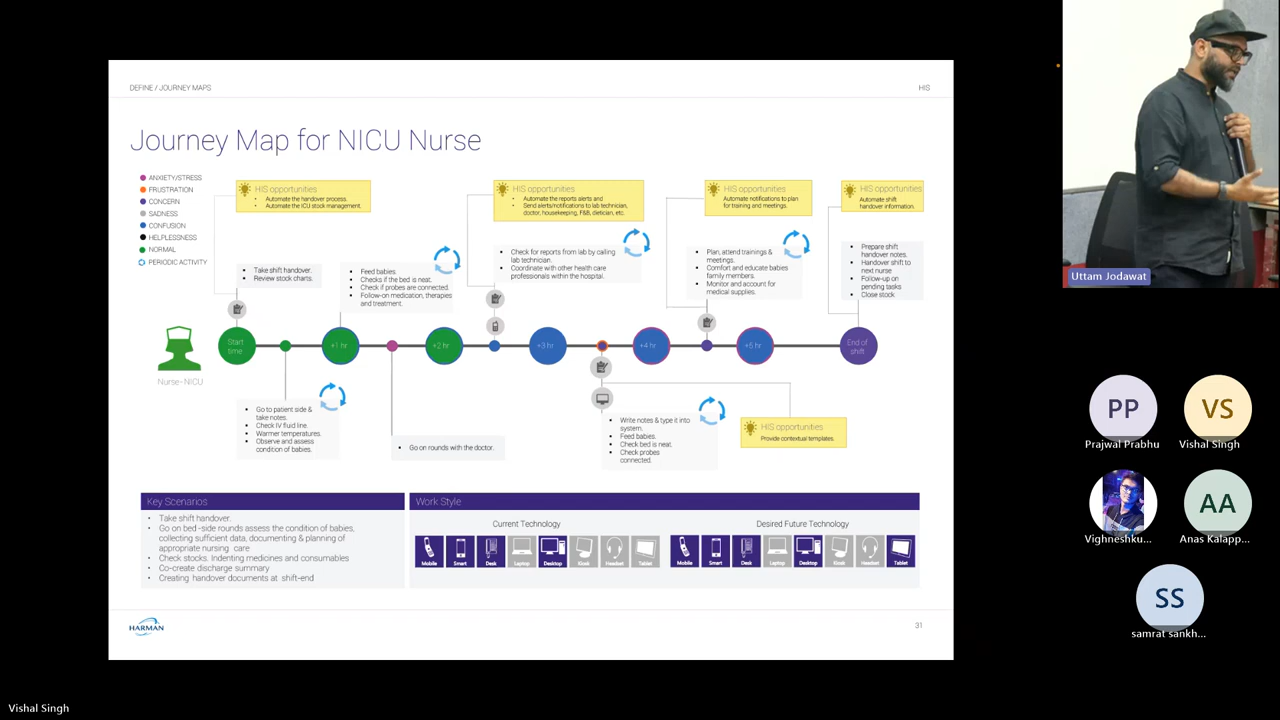 DEFINE / JOURNEY MAPS
HIS
Journey Map for NICU Nurse
ANXIETY/STRESS
FRUSTRATION
CONCERN
SADNESS
CONFUSION
HELPLESSNESS
NORMAL
PERIODIC ACTIVITY
HIS opportunities
• Automate the handover process.
• Automate the ICU stock management.
HIS opportunities
• Automate the reports alerts and
• Send alerts/notifications to lab technician,
doctor, housekeeping, F&B, dietician, etc.
HIS opportunities
Automate notifications to plan
for training and meetings.
HIS opportunities
Automate shift
handover information.
• Take shift handover.
• Review stock charts.
• Feed babies.
• Checks if the bed is neat.
• Check if probes are connected.
• Follow-on medication, therapies
and treatment.
• Check for reports from lab by calling
lab technician.
• Coordinate with other health care
professionals within the hospital.
• Plan, attend trainings &
meetings.
• Comfort and educate babies
family members.
• Monitor and account for
medical supplies.
• Prepare shift
handover notes.
• Handover shift to
next nurse
• Follow-up on
pending tasks
• Close stock
Nurse-NICU
Start
time
+1 hr
+2 hr
+3 hr
+4 hr
+5 hr
End of
shift
• Go to patient side &
take notes.
• Check IV fluid line.
• Warmer temperatures.
• Observe and assess
condition of babies.
• Go on rounds with the doctor.
• Write notes & type it into
system.
• Feed babies.
• Check bed is neat.
• Check probes
connected.
HIS opportunities
Provide contextual templates.
Key Scenarios
• Take shift handover.
• Go on bed-side rounds assess the condition of babies,
collecting sufficient data, documenting & planning of
appropriate nursing care
• Check stocks. Indenting medicines and consumables
• Co-create discharge summary
• Creating handover documents at shift-end
Work Style
Current Technology
Mobile Smart Desk Laptop Desktop Kiosk Headset Tablet
Desired Future Technology
Mobile Smart Desk Laptop Desktop Kiosk Headset Tablet
HARMAN
31
Uttam Jodawat
PP
Prajwal Prabhu
VS
Vishal Singh
Vighneshku...
AA
Anas Kalapp...
SS
samrat sankh...
Vishal Singh